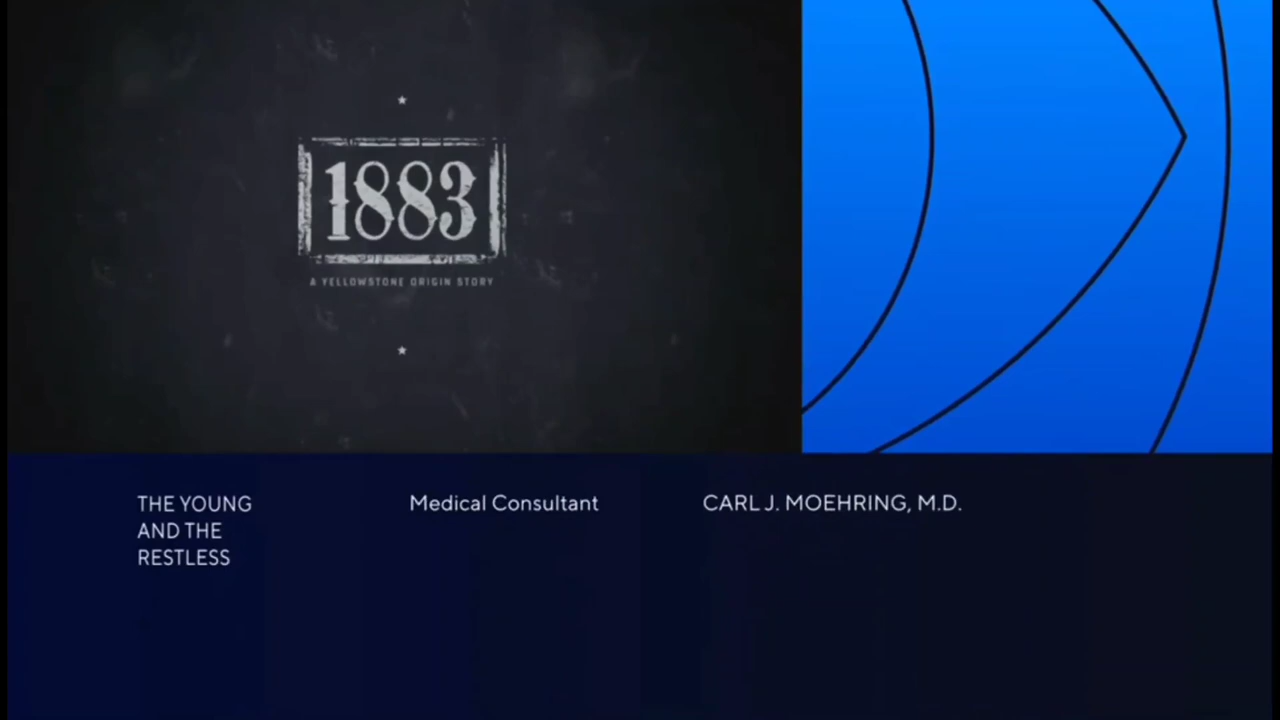 1883
A YELLOWSTONE ORIGIN STORY
THE YOUNG
AND THE
RESTLESS
Medical Consultant
CARL J. MOEHRING, M.D.